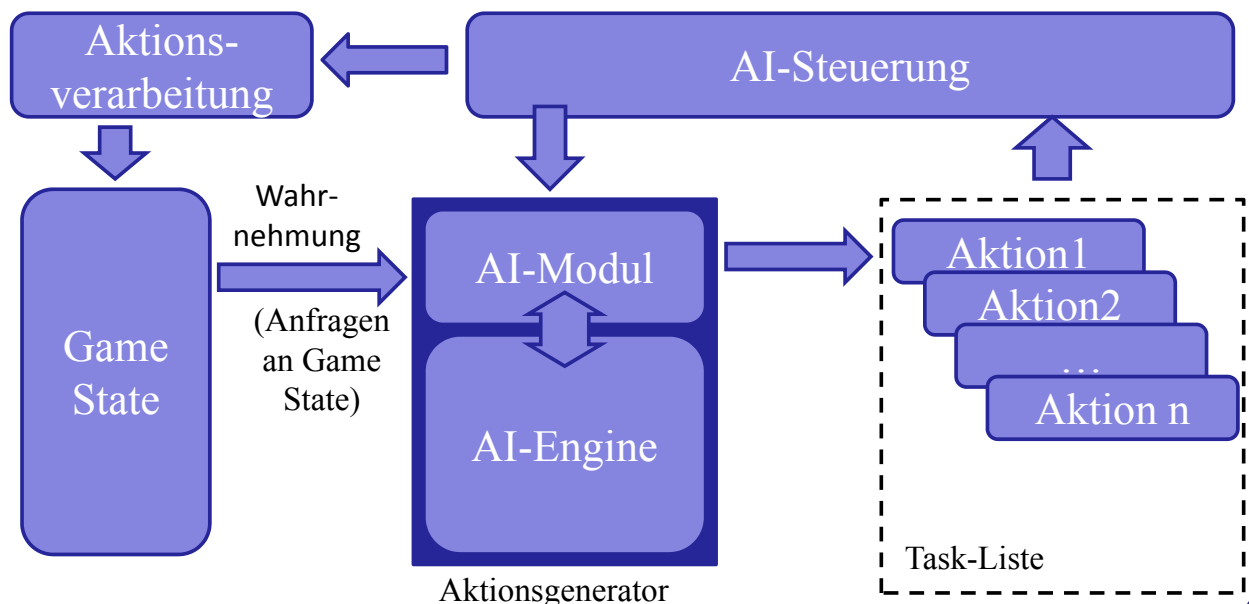 Aktions-
verarbeitung
AI-Steuerung
Wahr-
nehmung
(Anfragen
an Game
State)
Game
State
AI-Modul
AI-Engine
Aktionsgenerator
Aktion1
Aktion2
...
Aktion n
Task-Liste